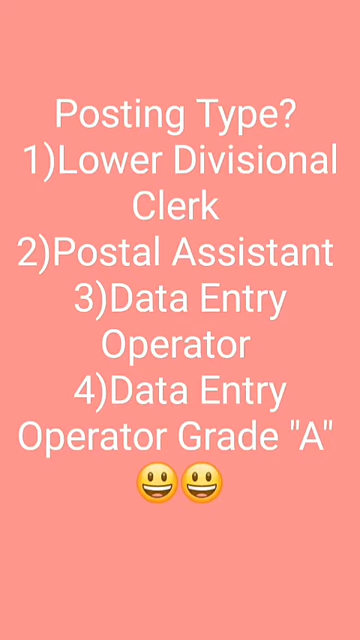 Posting Type?
1)Lower Divisional
Clerk
2)Postal Assistant
3)Data Entry
Operator
4)Data Entry
Operator Grade "A"
😃😃